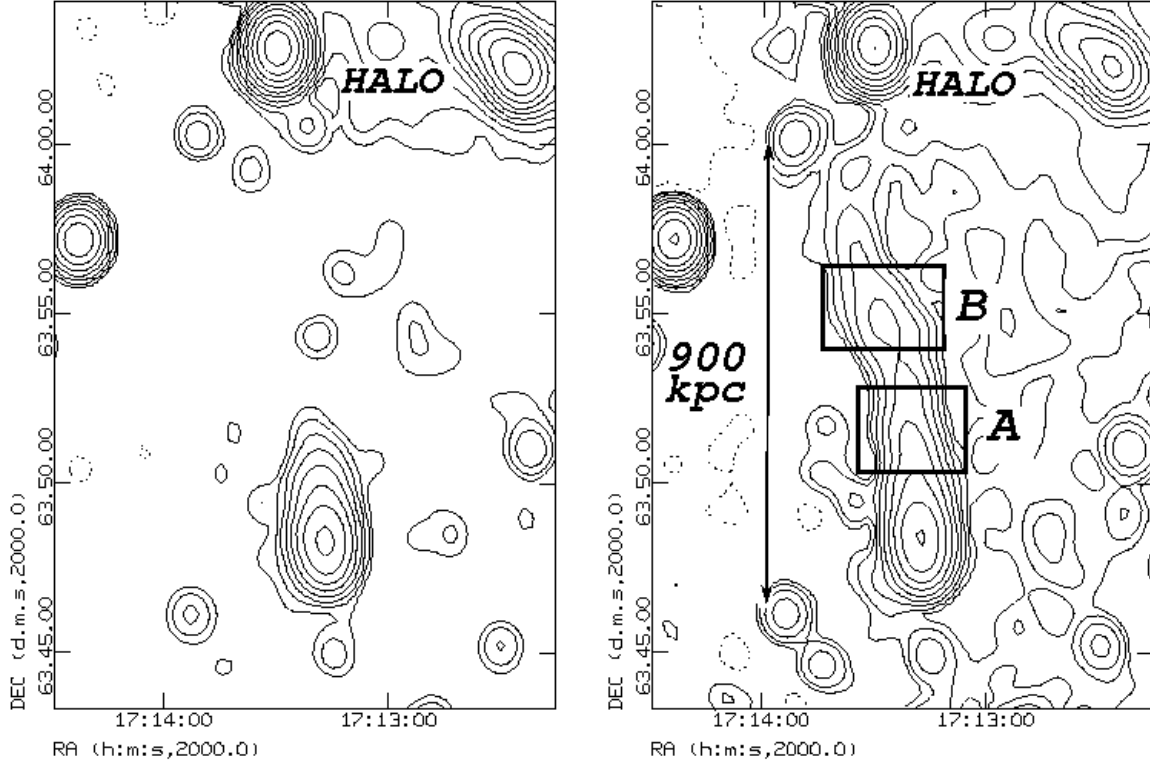 HALO
64.00.00
63.55.00
63.50.00
63.45.00
DEC (d.m.s,2000.0)
17:14:00
17:13:00
RA (h:m:s,2000.0)
HALO
64.00.00
63.55.00
63.50.00
63.45.00
DEC (d.m.s,2000.0)
B
900
kpc
A
17:14:00
17:13:00
RA (h:m:s,2000.0)